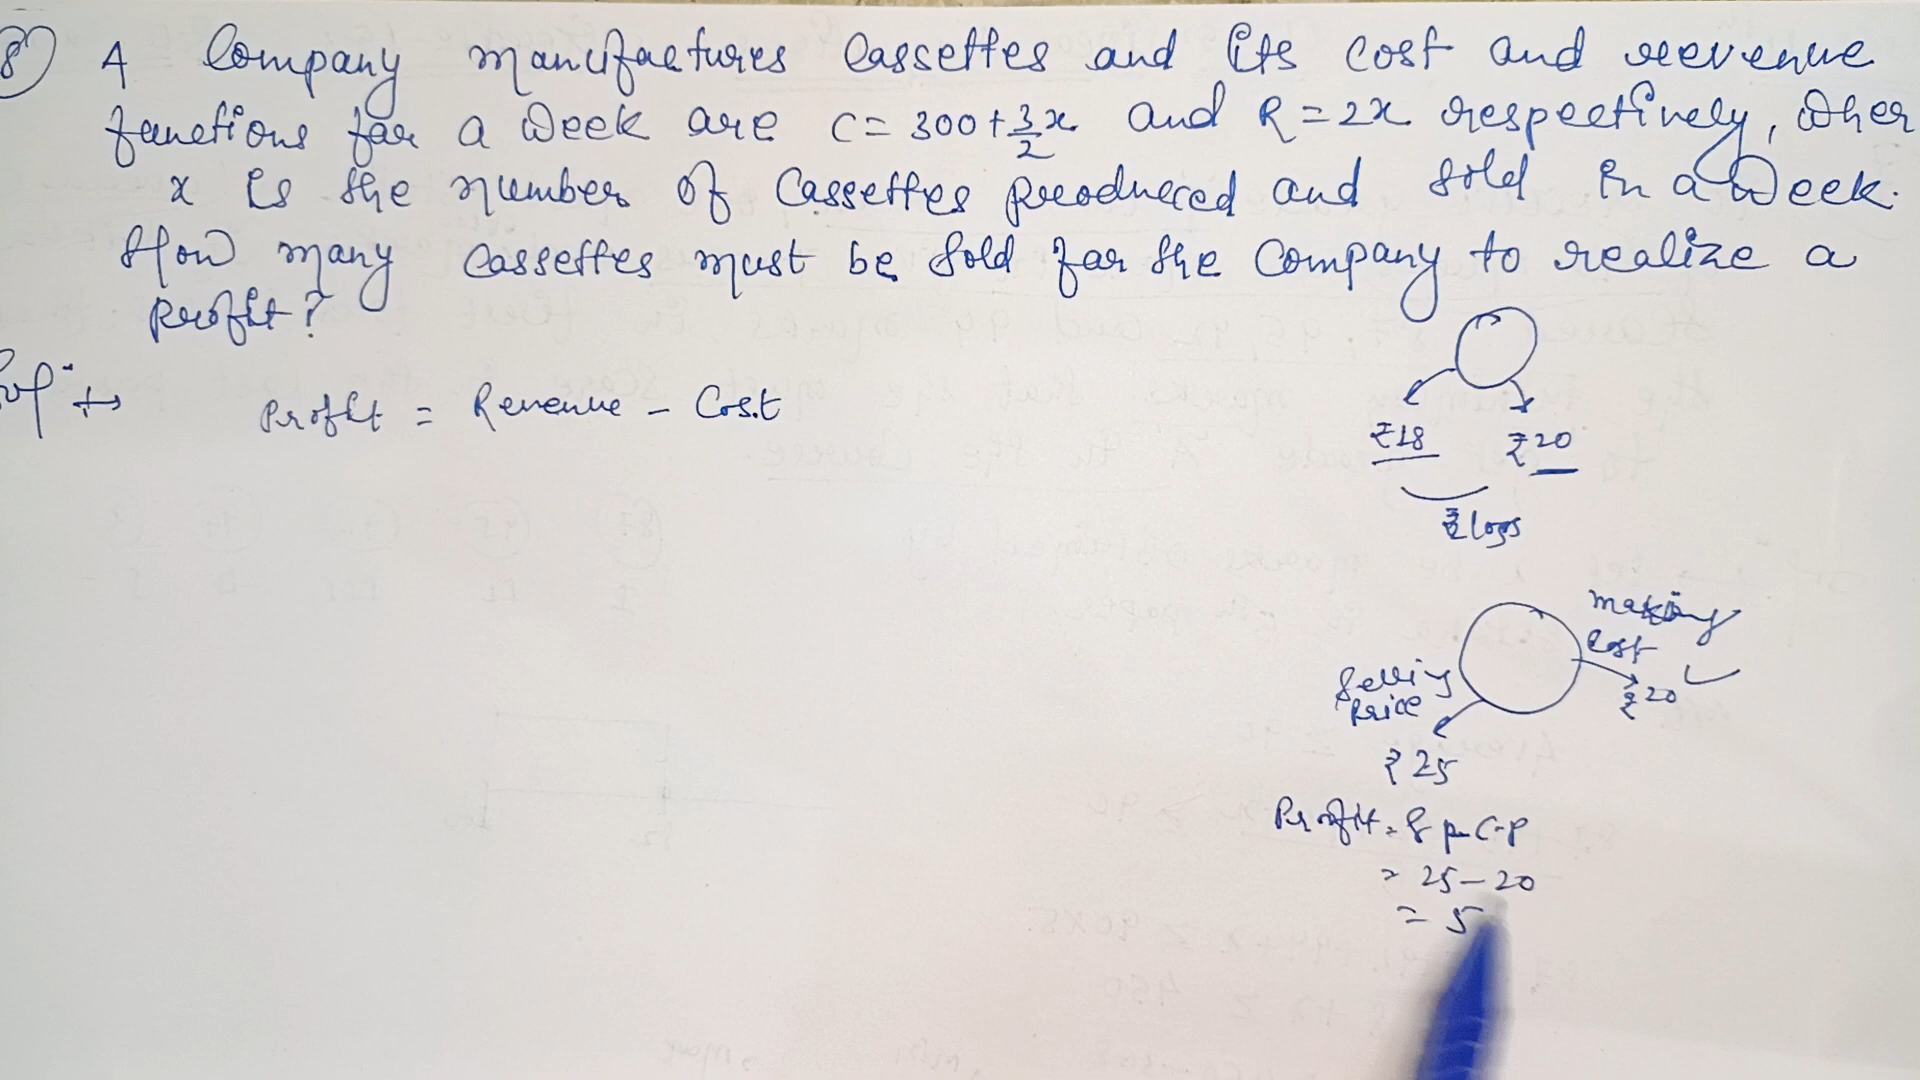 8) A Company manufactures Cassettes and its cost and revenue
functions for a week are C = 300 + 3/2 x and R = 2x respectively, wher
x is the number of Cassettes produced and sold in a week.
How many Cassettes must be sold for the Company to realize a
profit?
Profit = Revenue - Cost
₹18 ₹20
₹2 loss
making
Cost
₹20
Selling
Price
₹25
Profit = S.P - C.P
= 25 - 20
= 5